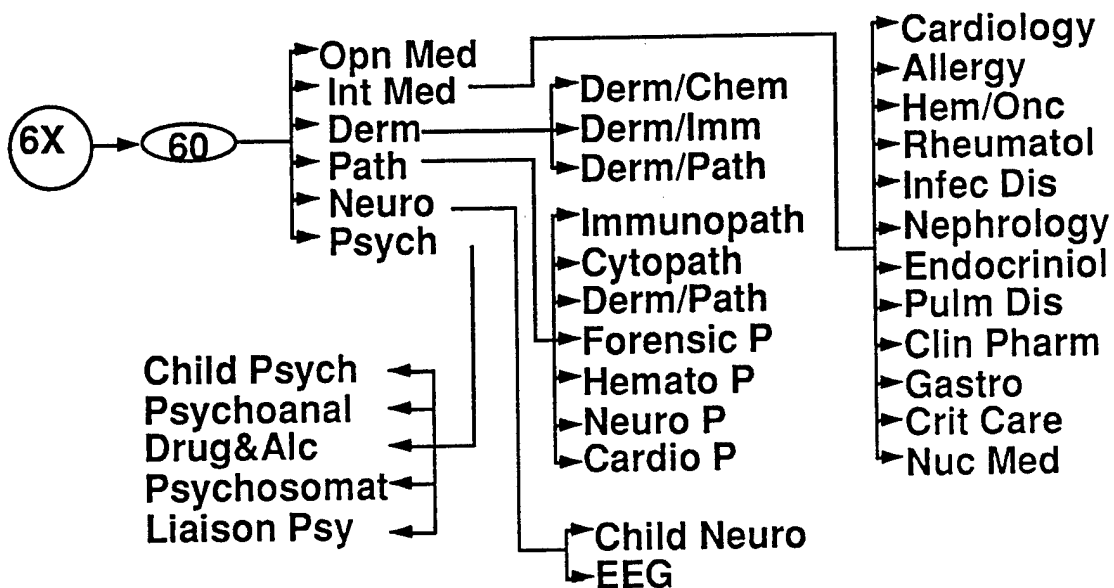 6X
60
Opn Med
Int Med
Derm
Path
Neuro
Psych
Derm/Chem
Derm/Imm
Derm/Path
Immunopath
Cytopath
Derm/Path
Forensic P
Hemato P
Neuro P
Cardio P
Child Neuro
EEG
Child Psych
Psychoanal
Drug&Alc
Psychosomat
Liaison Psy
Cardiology
Allergy
Hem/Onc
Rheumatol
Infec Dis
Nephrology
Endocriniol
Pulm Dis
Clin Pharm
Gastro
Crit Care
Nuc Med